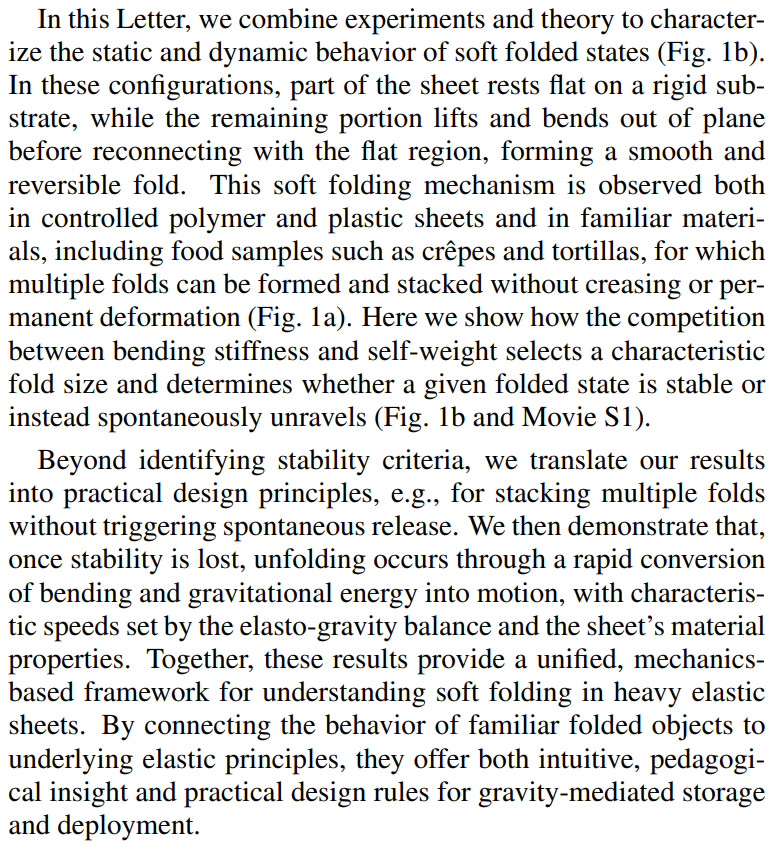 In this Letter, we combine experiments and theory to character-
ize the static and dynamic behavior of soft folded states (Fig. 1b).
In these configurations, part of the sheet rests flat on a rigid sub-
strate, while the remaining portion lifts and bends out of plane
before reconnecting with the flat region, forming a smooth and
reversible fold. This soft folding mechanism is observed both
in controlled polymer and plastic sheets and in familiar materi-
als, including food samples such as crêpes and tortillas, for which
multiple folds can be formed and stacked without creasing or per-
manent deformation (Fig. 1a). Here we show how the competition
between bending stiffness and self-weight selects a characteristic
fold size and determines whether a given folded state is stable or
instead spontaneously unravels (Fig. 1b and Movie S1).
Beyond identifying stability criteria, we translate our results
into practical design principles, e.g., for stacking multiple folds
without triggering spontaneous release. We then demonstrate that,
once stability is lost, unfolding occurs through a rapid conversion
of bending and gravitational energy into motion, with characteris-
tic speeds set by the elasto-gravity balance and the sheet’s material
properties. Together, these results provide a unified, mechanics-
based framework for understanding soft folding in heavy elastic
sheets. By connecting the behavior of familiar folded objects to
underlying elastic principles, they offer both intuitive, pedagogi-
cal insight and practical design rules for gravity-mediated storage
and deployment.